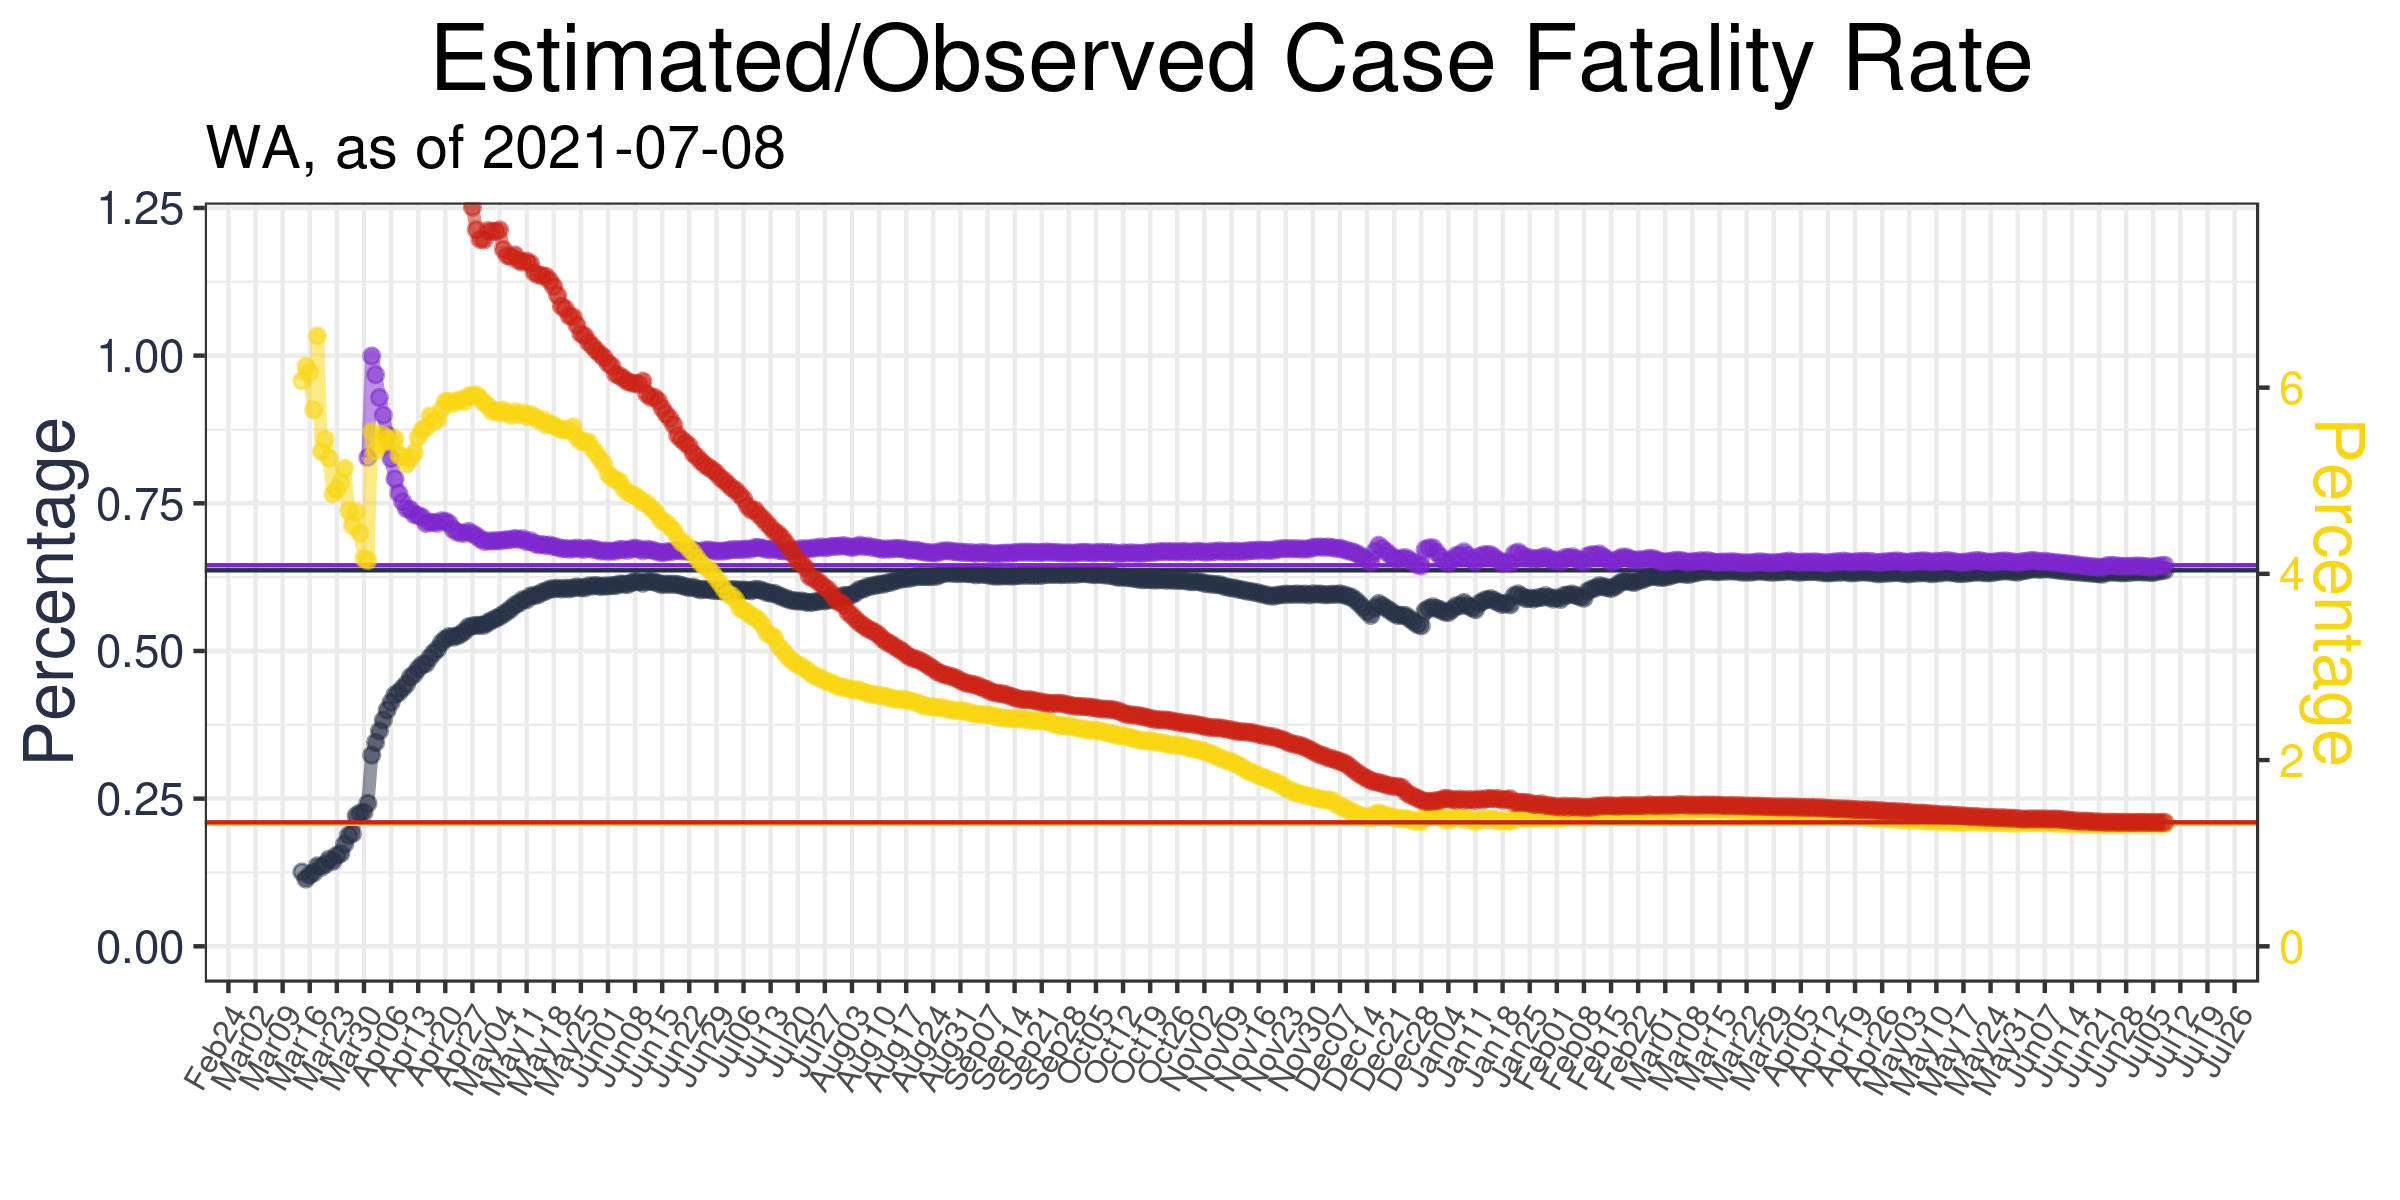 Estimated/Observed Case Fatality Rate
WA, as of 2021-07-08
Percentage
1.25
1.00
0.75
0.50
0.25
0.00
6
4
2
0
Percentage
Feb24
Mar02
Mar09
Mar16
Mar23
Mar30
Apr06
Apr13
Apr20
Apr27
May04
May11
May18
May25
Jun01
Jun08
Jun15
Jun22
Jun29
Jul06
Jul13
Jul20
Jul27
Aug03
Aug10
Aug17
Aug24
Aug31
Sep07
Sep14
Sep21
Sep28
Oct05
Oct12
Oct19
Oct26
Nov02
Nov09
Nov16
Nov23
Nov30
Dec07
Dec14
Dec21
Dec28
Jan04
Jan11
Jan18
Jan25
Feb01
Feb08
Feb15
Feb22
Mar01
Mar08
Mar15
Mar22
Mar29
Apr05
Apr12
Apr19
Apr26
May03
May10
May17
May24
May31
Jun07
Jun14
Jun21
Jun28
Jul05
Jul12
Jul19
Jul26